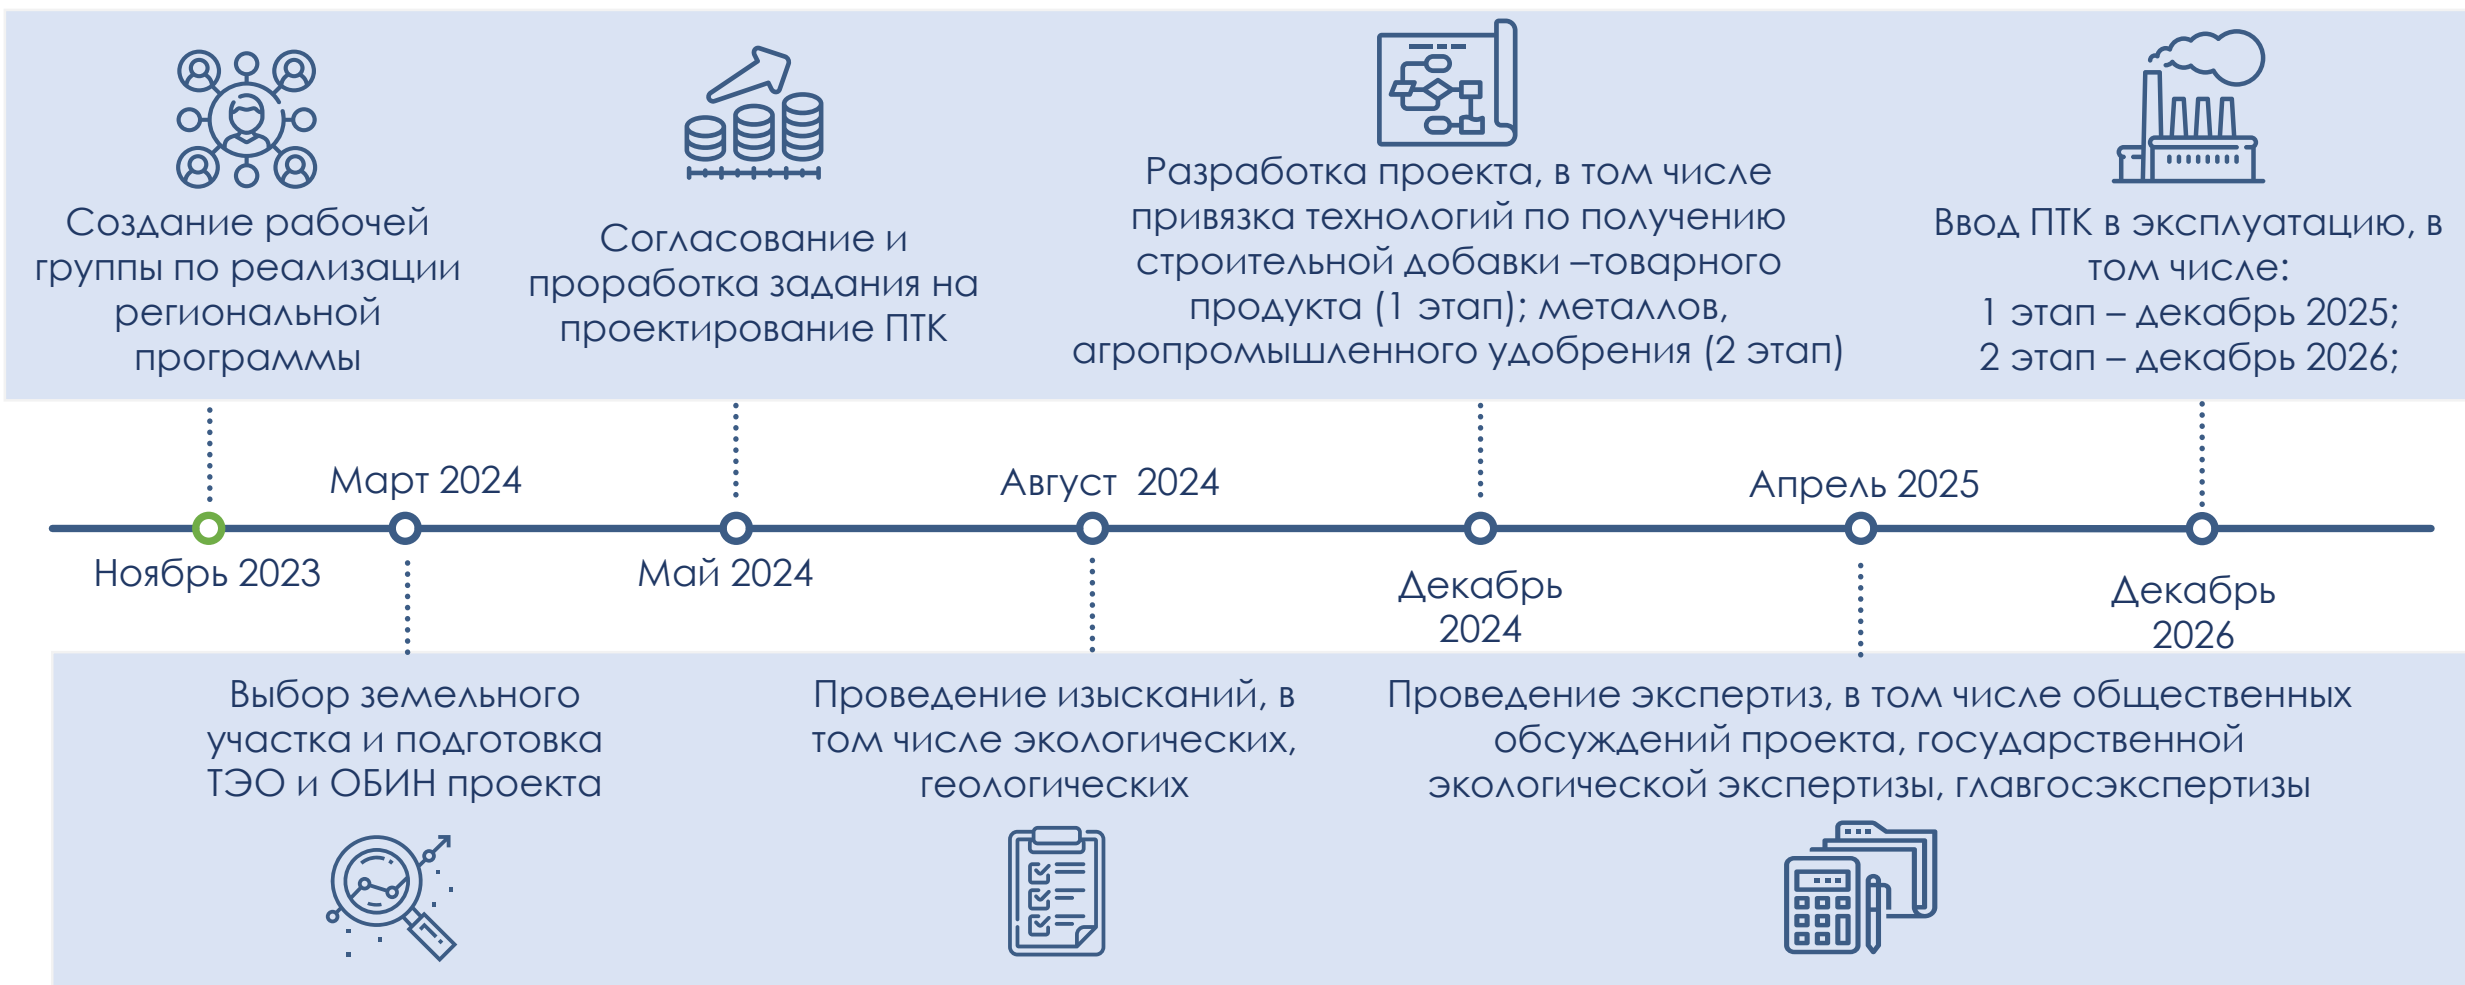 Создание рабочей
группы по реализации
региональной
программы
Согласование и
проработка задания на
проектирование ПТК
Разработка проекта, в том числе
привязка технологий по получению
строительной добавки –товарного
продукта (1 этап); металлов,
агропромышленного удобрения (2 этап)
Ввод ПТК в эксплуатацию, в
том числе:
1 этап – декабрь 2025;
2 этап – декабрь 2026;
Март 2024
Август 2024
Апрель 2025
Ноябрь 2023
Май 2024
Декабрь
2024
Декабрь
2026
Выбор земельного
участка и подготовка
ТЭО и ОБИН проекта
Проведение изысканий, в
том числе экологических,
геологических
Проведение экспертиз, в том числе общественных
обсуждений проекта, государственной
экологической экспертизы, главгосэкспертизы